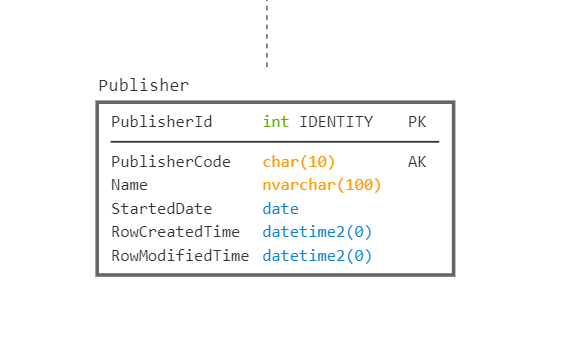 Publisher
PublisherId int IDENTITY PK
PublisherCode char(10) AK
Name nvarchar(100)
StartedDate date
RowCreatedTime datetime2(0)
RowModifiedTime datetime2(0)